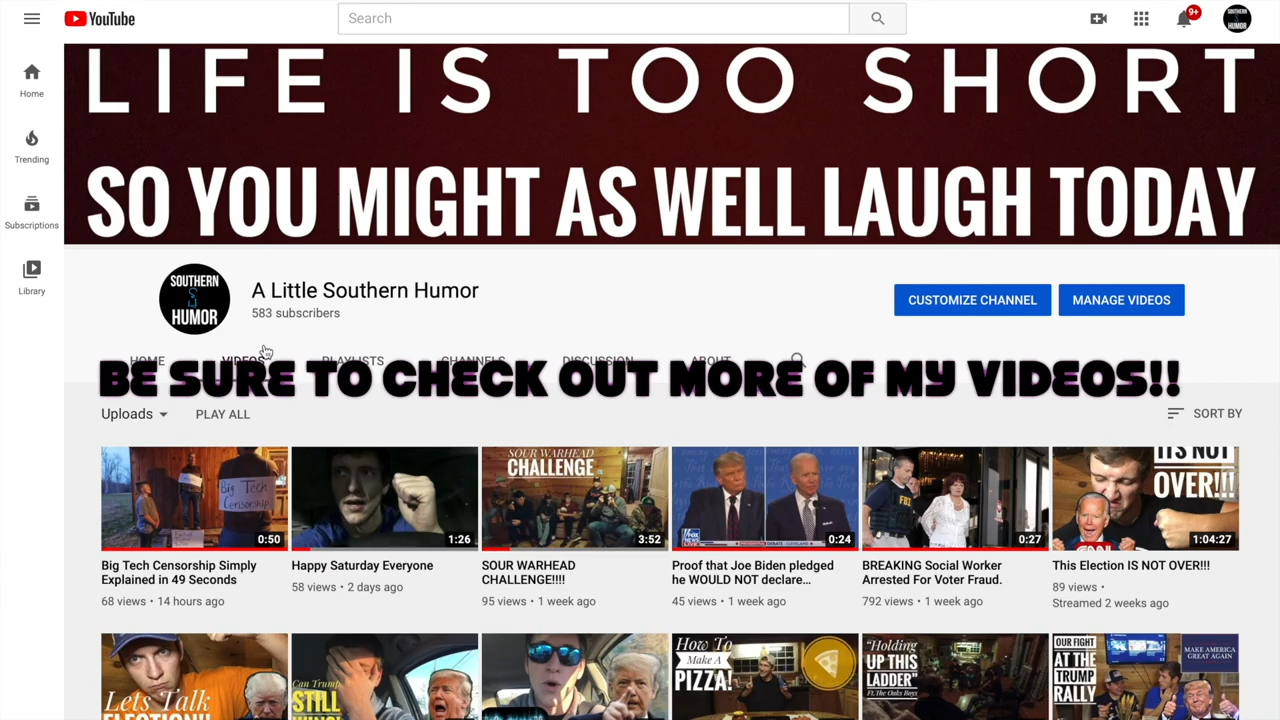 YouTube
Search
9+
SOUTHERN
HUMOR
Home
Trending
Subscriptions
Library
LIFE IS TOO SHORT
SO YOU MIGHT AS WELL LAUGH TODAY
SOUTHERN
HUMOR
A Little Southern Humor
583 subscribers
CUSTOMIZE CHANNEL
MANAGE VIDEOS
HOME VIDEOS PLAYLISTS CHANNELS DISCUSSION ABOUT
BE SURE TO CHECK OUT MORE OF MY VIDEOS!!
Uploads PLAY ALL SORT BY
Big Tech
Censorship
0:50
1:26
SOUR WARHEAD
CHALLENGE
3:52
0:24
FBI
0:27
ITS NOT
OVER!!!
CNN
1:04:27
Big Tech Censorship Simply
Explained in 49 Seconds
68 views • 14 hours ago
Happy Saturday Everyone
58 views • 2 days ago
SOUR WARHEAD
CHALLENGE!!!!
95 views • 1 week ago
Proof that Joe Biden pledged
he WOULD NOT declare...
45 views • 1 week ago
BREAKING Social Worker
Arrested For Voter Fraud.
792 views • 1 week ago
This Election IS NOT OVER!!!
89 views •
Streamed 2 weeks ago
Lets Talk
ELECTION!!
Can Trump
STILL
How To
Make A
PIZZA!
"Holding
UP THIS
LADDER"
Ft.The Oaks Boys
OUR FIGHT
AT THE
TRUMP
RALLY
MAKE AMERICA
GREAT AGAIN